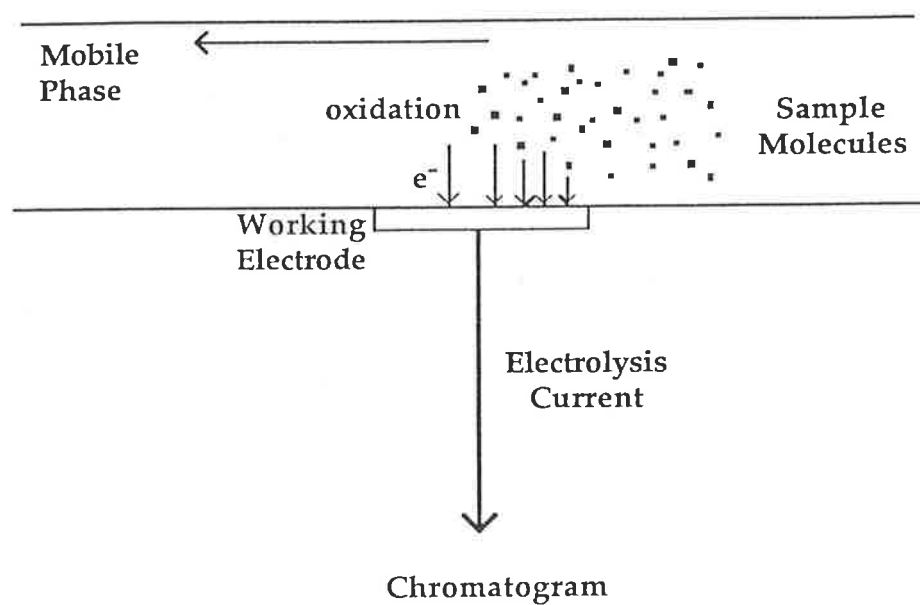 Mobile
Phase
oxidation
Sample
Molecules
e⁻
Working
Electrode
Electrolysis
Current
Chromatogram